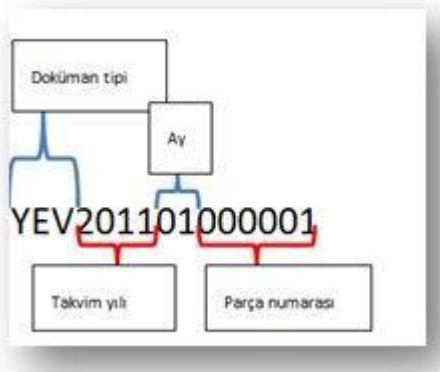 Doküman tipi
Ay
YEV201101000001
Takvim yılı
Parça numarası